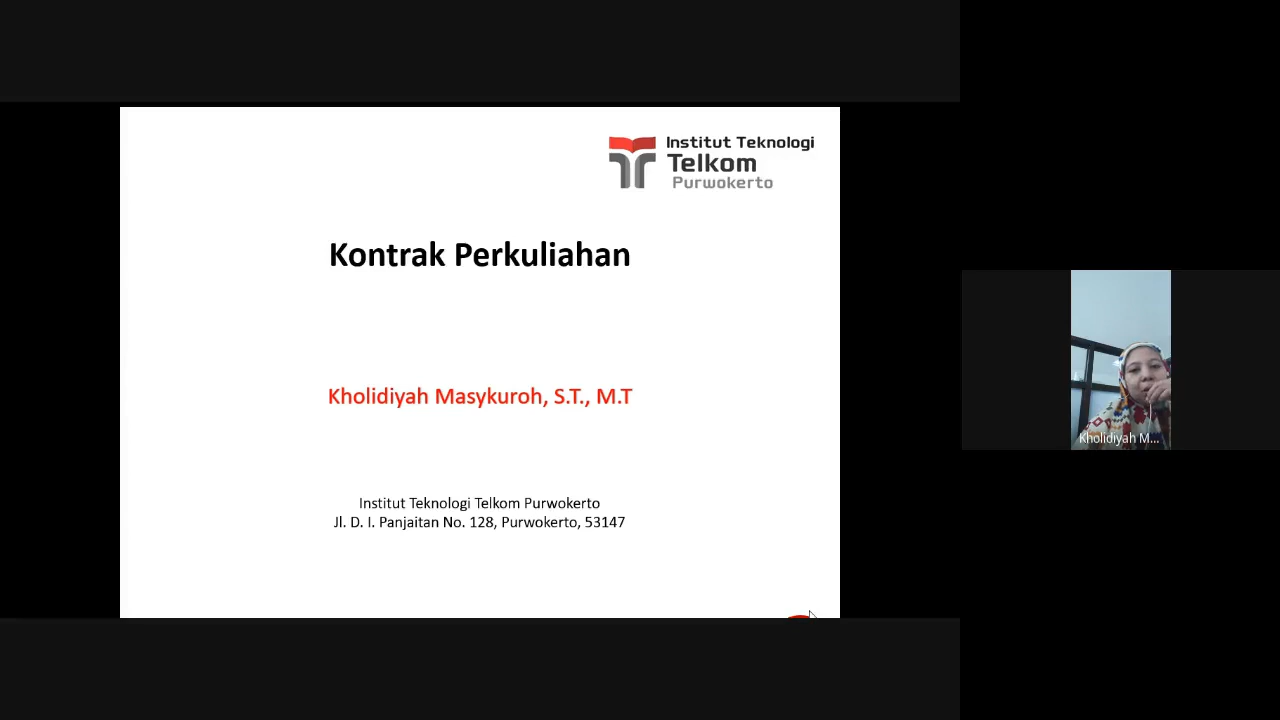 Institut Teknologi
Telkom
Purwokerto
Kontrak Perkuliahan
Kholidiyah Masykuroh, S.T., M.T
Institut Teknologi Telkom Purwokerto
Jl. D. I. Panjaitan No. 128, Purwokerto, 53147
Kholidiyah M...